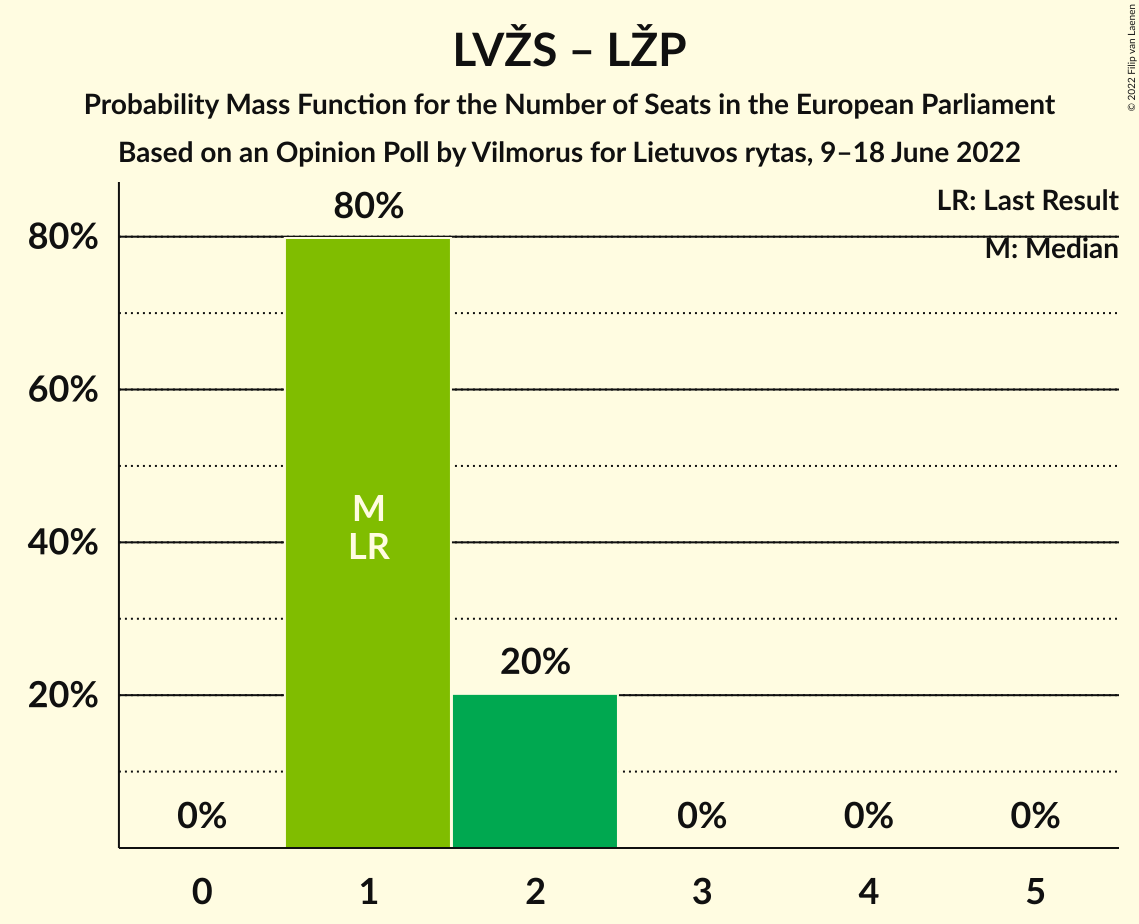 LVŽS – LŽP
Probability Mass Function for the Number of Seats in the European Parliament
Based on an Opinion Poll by Vilmorus for Lietuvos rytas, 9–18 June 2022
© 2022 Filip van Laenen
LR: Last Result
M: Median
80%
60%
40%
20%
0%
80%
M
LR
20%
0%
0%
0%
0
1
2
3
4
5